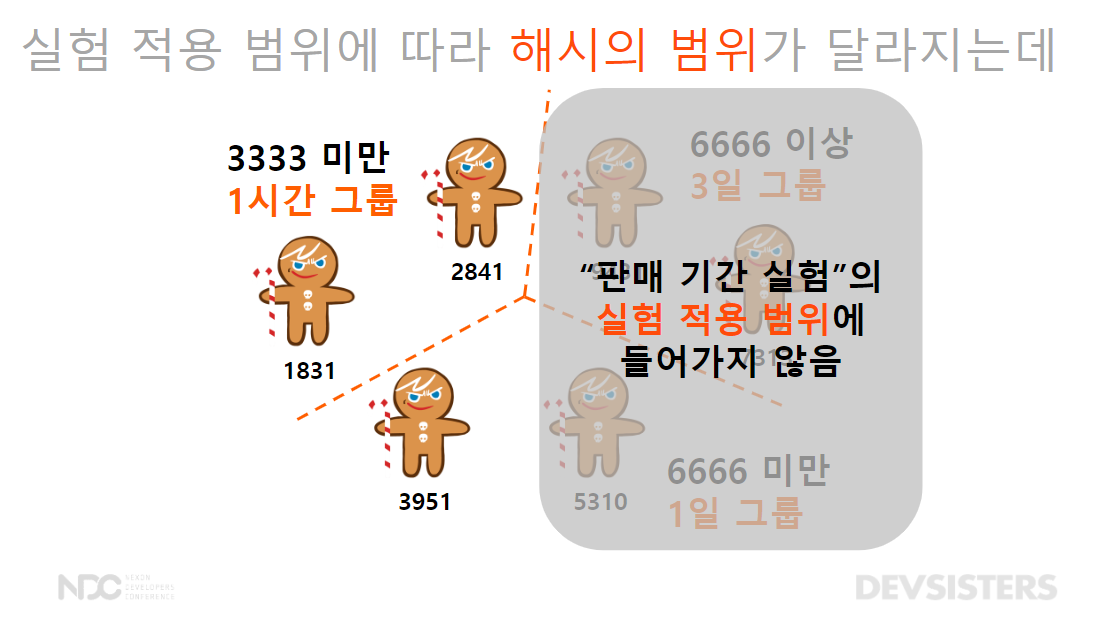 실험 적용 범위에 따라 해시의 범위가 달라지는데
3333 미만
1시간 그룹
2841
1831
3951
6666 이상
3일 그룹
“판매 기간 실험”의
실험 적용 범위에
들어가지 않음
5310
6666 미만
1일 그룹
NDC NEXON DEVELOPERS CONFERENCE
DEVSISTERS